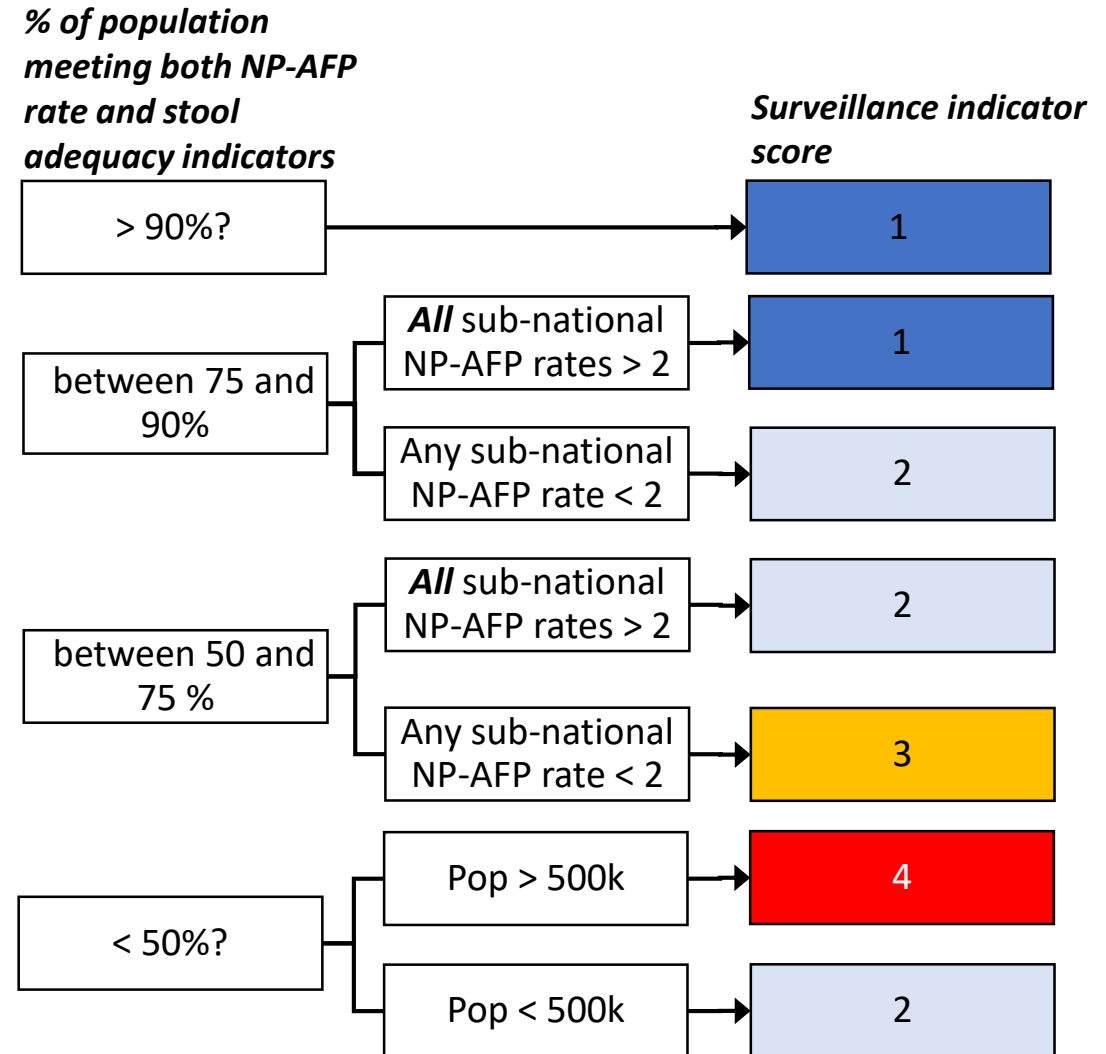 % of population
meeting both NP-AFP
rate and stool
adequacy indicators
Surveillance indicator
score
> 90%?
1
between 75 and
90%
All sub-national
NP-AFP rates > 2
1
Any sub-national
NP-AFP rate < 2
2
between 50 and
75 %
All sub-national
NP-AFP rates > 2
2
Any sub-national
NP-AFP rate < 2
3
< 50%?
Pop > 500k
4
Pop < 500k
2